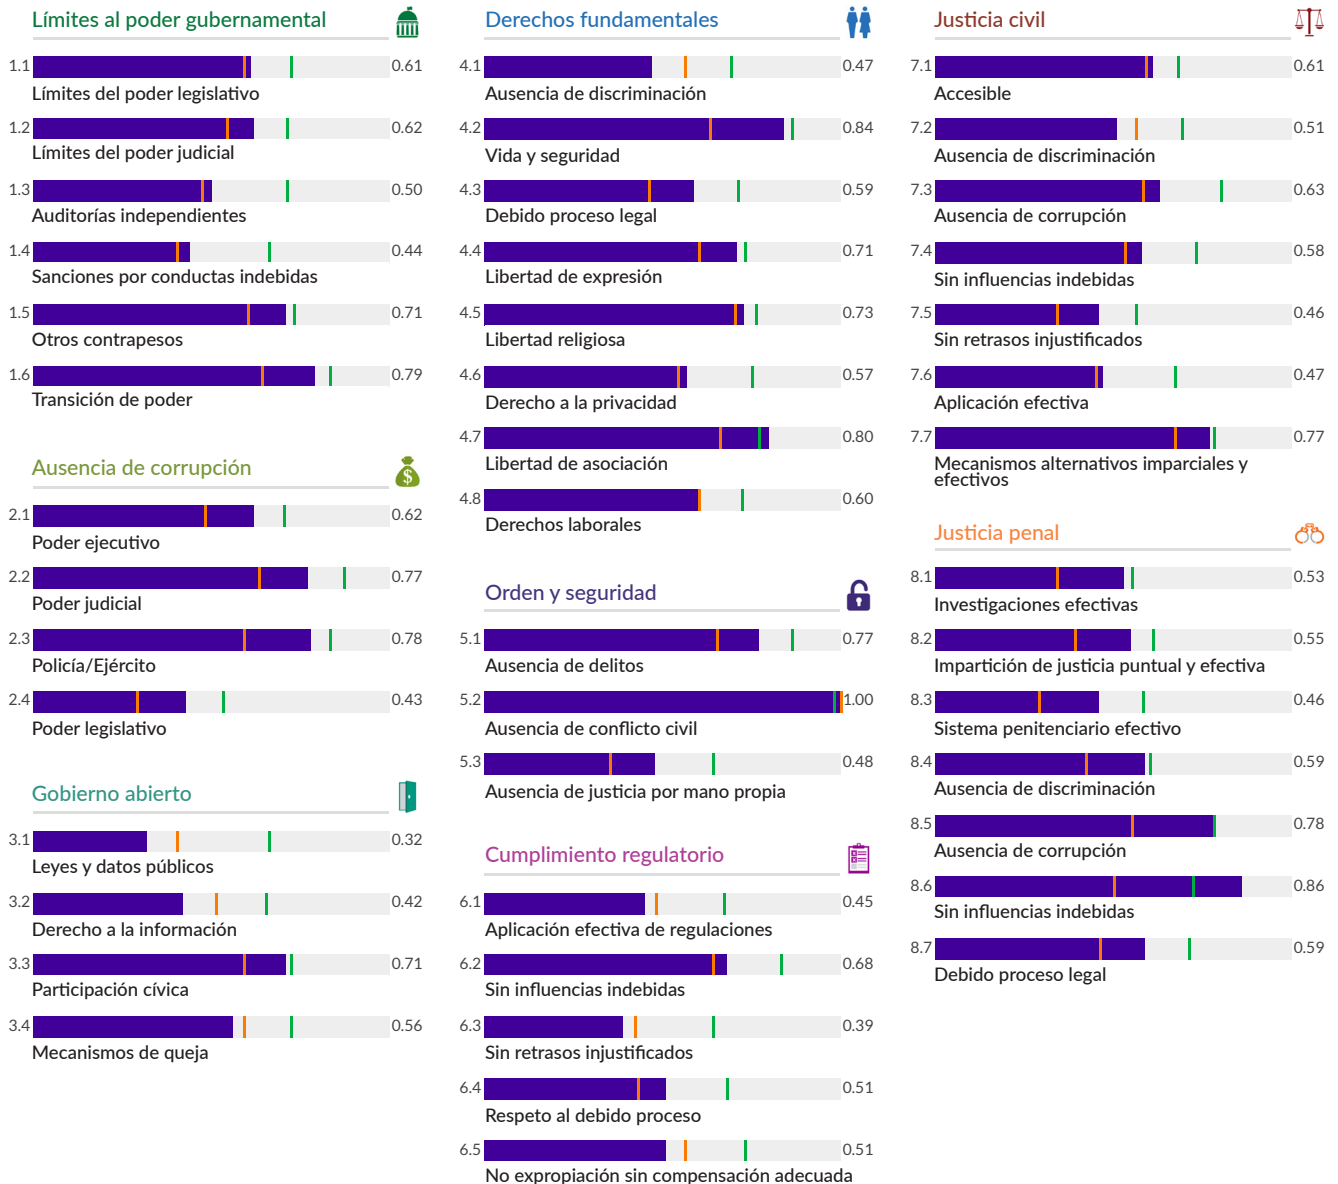 Límites al poder gubernamental
1.1 0.61
Límites del poder legislativo
1.2 0.62
Límites del poder judicial
1.3 0.50
Auditorías independientes
1.4 0.44
Sanciones por conductas indebidas
1.5 0.71
Otros contrapesos
1.6 0.79
Transición de poder
Ausencia de corrupción
$
2.1 0.62
Poder ejecutivo
2.2 0.77
Poder judicial
2.3 0.78
Policía/Ejército
2.4 0.43
Poder legislativo
Gobierno abierto
3.1 0.32
Leyes y datos públicos
3.2 0.42
Derecho a la información
3.3 0.71
Participación cívica
3.4 0.56
Mecanismos de queja
Derechos fundamentales
4.1 0.47
Ausencia de discriminación
4.2 0.84
Vida y seguridad
4.3 0.59
Debido proceso legal
4.4 0.71
Libertad de expresión
4.5 0.73
Libertad religiosa
4.6 0.57
Derecho a la privacidad
4.7 0.80
Libertad de asociación
4.8 0.60
Derechos laborales
Orden y seguridad
5.1 0.77
Ausencia de delitos
5.2 1.00
Ausencia de conflicto civil
5.3 0.48
Ausencia de justicia por mano propia
Cumplimiento regulatorio
6.1 0.45
Aplicación efectiva de regulaciones
6.2 0.68
Sin influencias indebidas
6.3 0.39
Sin retrasos injustificados
6.4 0.51
Respeto al debido proceso
6.5 0.51
No expropiación sin compensación adecuada
Justicia civil
7.1 0.61
Accesible
7.2 0.51
Ausencia de discriminación
7.3 0.63
Ausencia de corrupción
7.4 0.58
Sin influencias indebidas
7.5 0.46
Sin retrasos injustificados
7.6 0.47
Aplicación efectiva
7.7 0.77
Mecanismos alternativos imparciales y
efectivos
Justicia penal
8.1 0.53
Investigaciones efectivas
8.2 0.55
Impartición de justicia puntual y efectiva
8.3 0.46
Sistema penitenciario efectivo
8.4 0.59
Ausencia de discriminación
8.5 0.78
Ausencia de corrupción
8.6 0.86
Sin influencias indebidas
8.7 0.59
Debido proceso legal